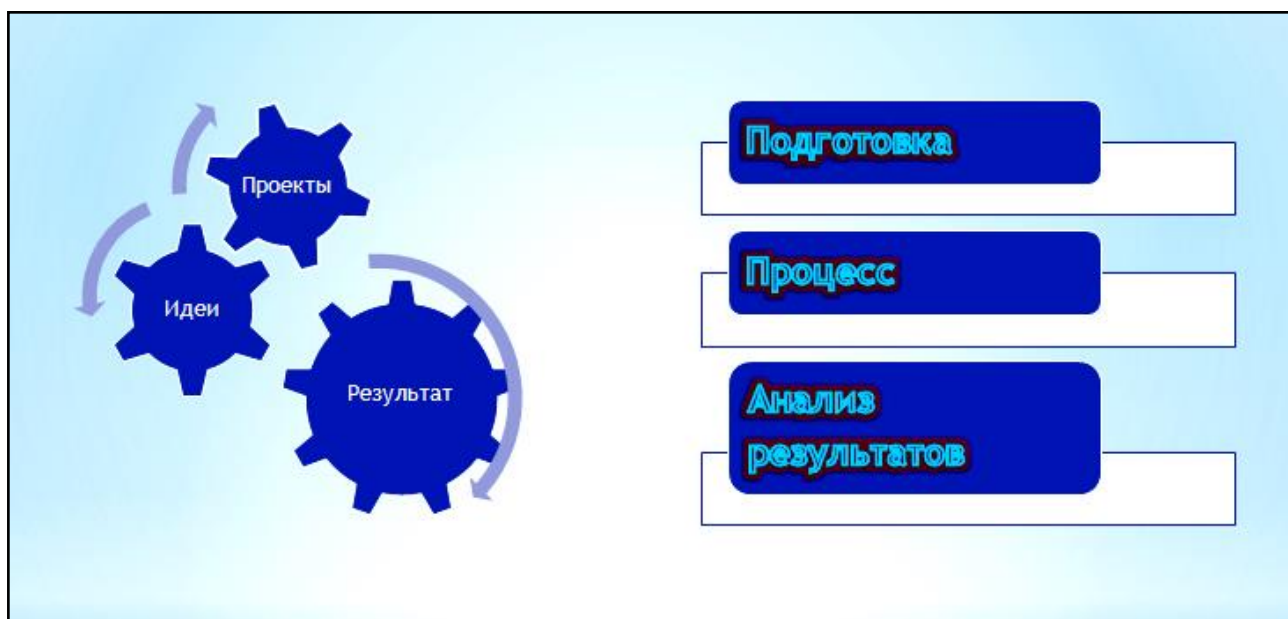 Проекты
Идеи
Результат
Подготовка
Процесс
Анализ
результатов